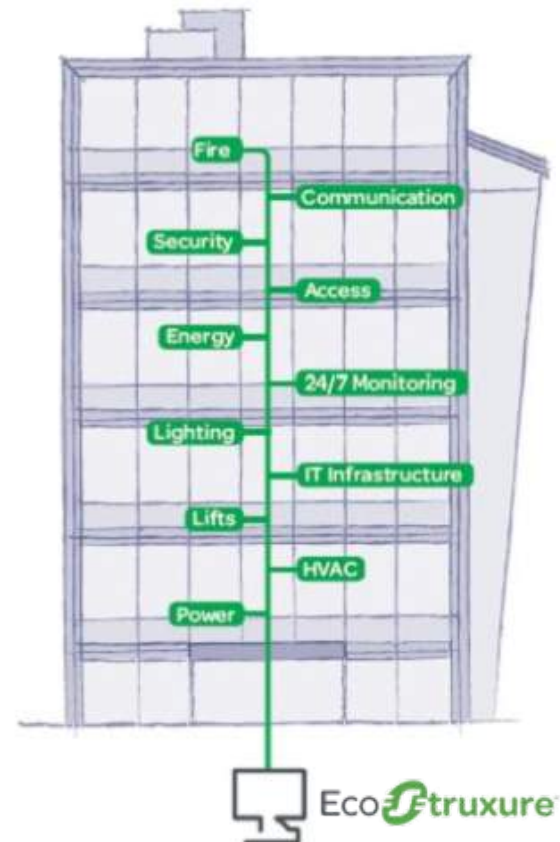 Fire
Communication
Security
Access
Energy
24/7 Monitoring
Lighting
IT Infrastructure
Lifts
HVAC
Power
EcoStruxure